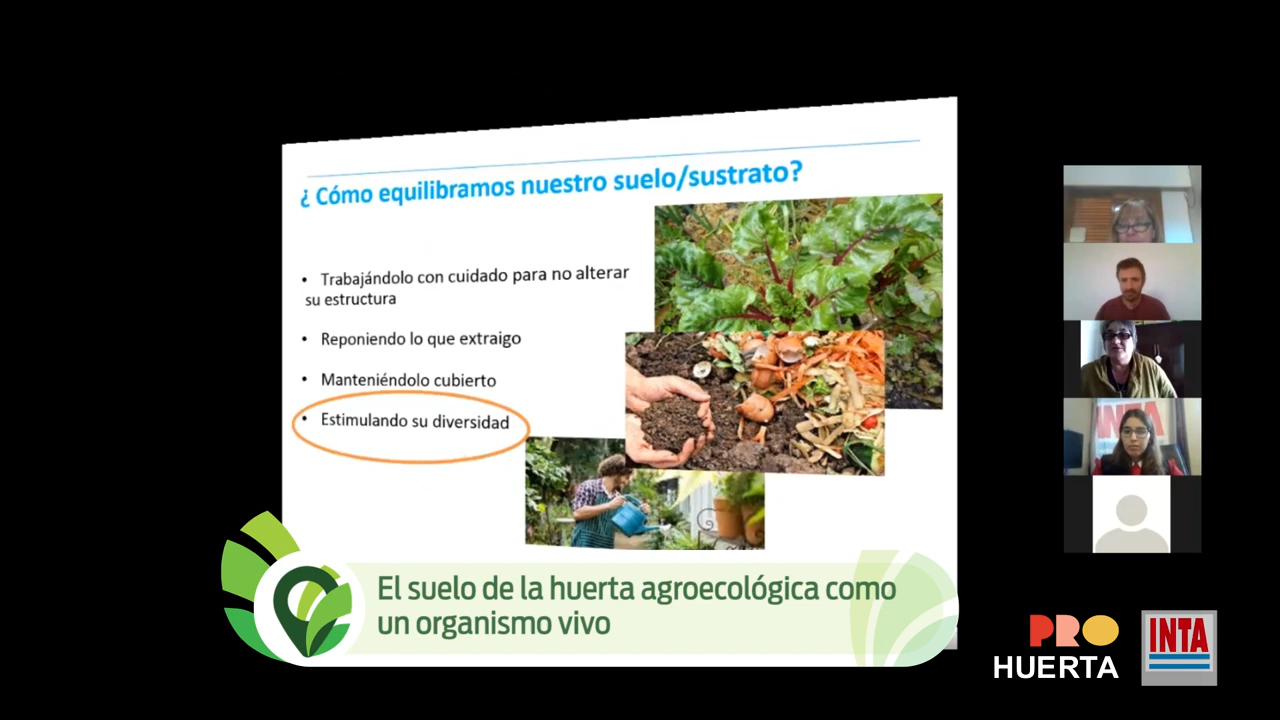 ¿ Cómo equilibramos nuestro suelo/sustrato?
• Trabajándolo con cuidado para no alterar
su estructura
• Reponiendo lo que extraigo
• Manteniéndolo cubierto
• Estimulando su diversidad
El suelo de la huerta agroecológica como
un organismo vivo
INTA
PRO
HUERTA
INTA